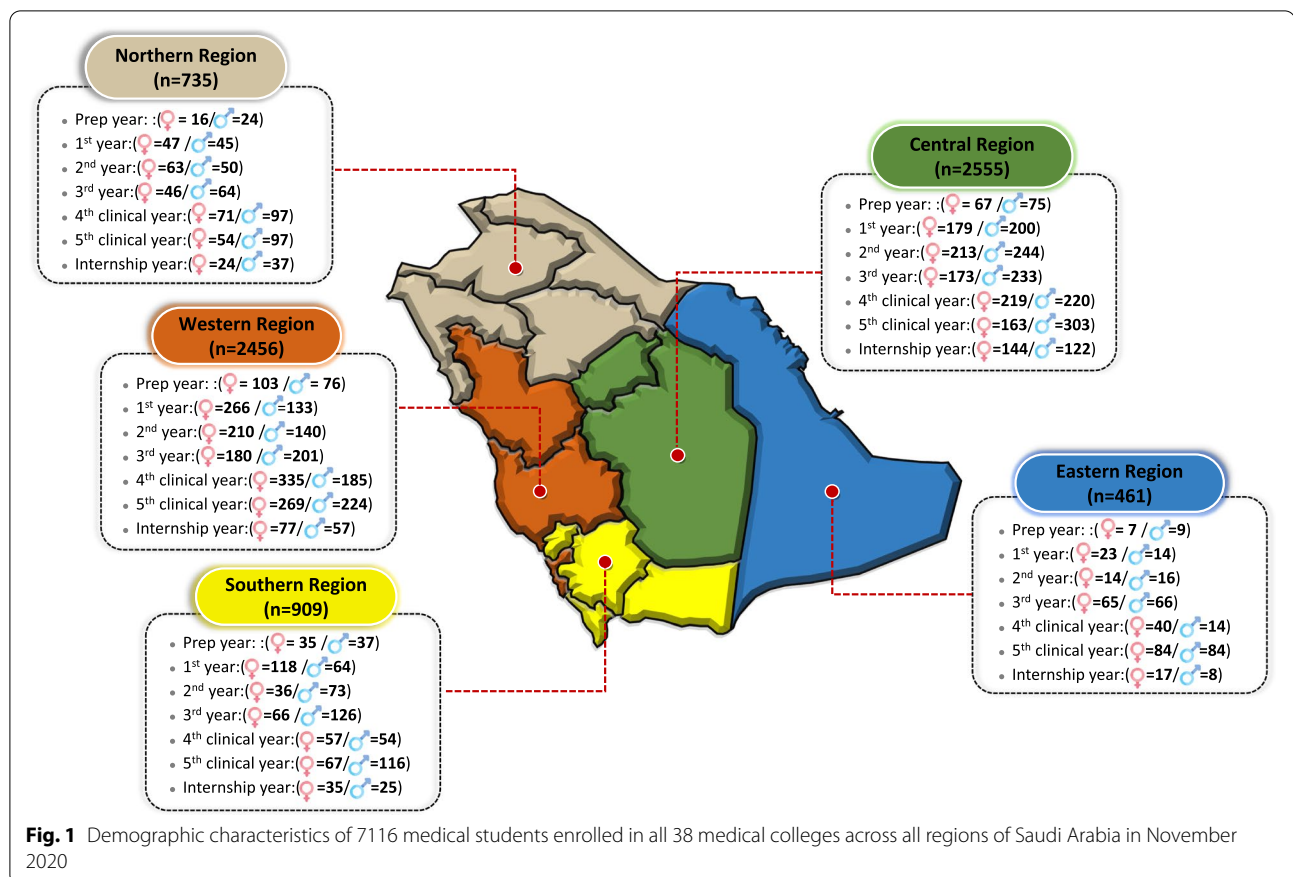 Northern Region
(n=735)
Prep year: :(♀= 16/♂=24)
1st year:(♀=47 /♂=45)
2nd year:(♀=63/♂=50)
3rd year:(♀=46/♂=64)
4th clinical year:(♀=71/♂=97)
5th clinical year:(♀=54/♂=97)
Internship year:(♀=24/♂=37)
Central Region
(n=2555)
Prep year: :(♀= 67 /♂=75)
1st year:(♀=179 /♂=200)
2nd year:(♀=213/♂=244)
3rd year:(♀=173/♂=233)
4th clinical year:(♀=219/♂=220)
5th clinical year:(♀=163/♂=303)
Internship year:(♀=144/♂=122)
Western Region
(n=2456)
Prep year: :(♀= 103 /♂= 76)
1st year:(♀=266 /♂=133)
2nd year:(♀=210 /♂=140)
3rd year:(♀=180 /♂=201)
4th clinical year:(♀=335/♂=185)
5th clinical year:(♀=269/♂=224)
Internship year:(♀=77/♂=57)
Eastern Region
(n=461)
Prep year: :(♀= 7 /♂=9)
1st year:(♀=23 /♂=14)
2nd year:(♀=14/♂=16)
3rd year:(♀=65/♂=66)
4th clinical year:(♀=40/♂=14)
5th clinical year:(♀=84/♂=84)
Internship year:(♀=17/♂=8)
Southern Region
(n=909)
Prep year: :(♀= 35 /♂=37)
1st year:(♀=118 /♂=64)
2nd year:(♀=36/♂=73)
3rd year:(♀=66 /♂=126)
4th clinical year:(♀=57/♂=54)
5th clinical year:(♀=67/♂=116)
Internship year:(♀=35/♂=25)
Fig. 1 Demographic characteristics of 7116 medical students enrolled in all 38 medical colleges across all regions of Saudi Arabia in November
2020